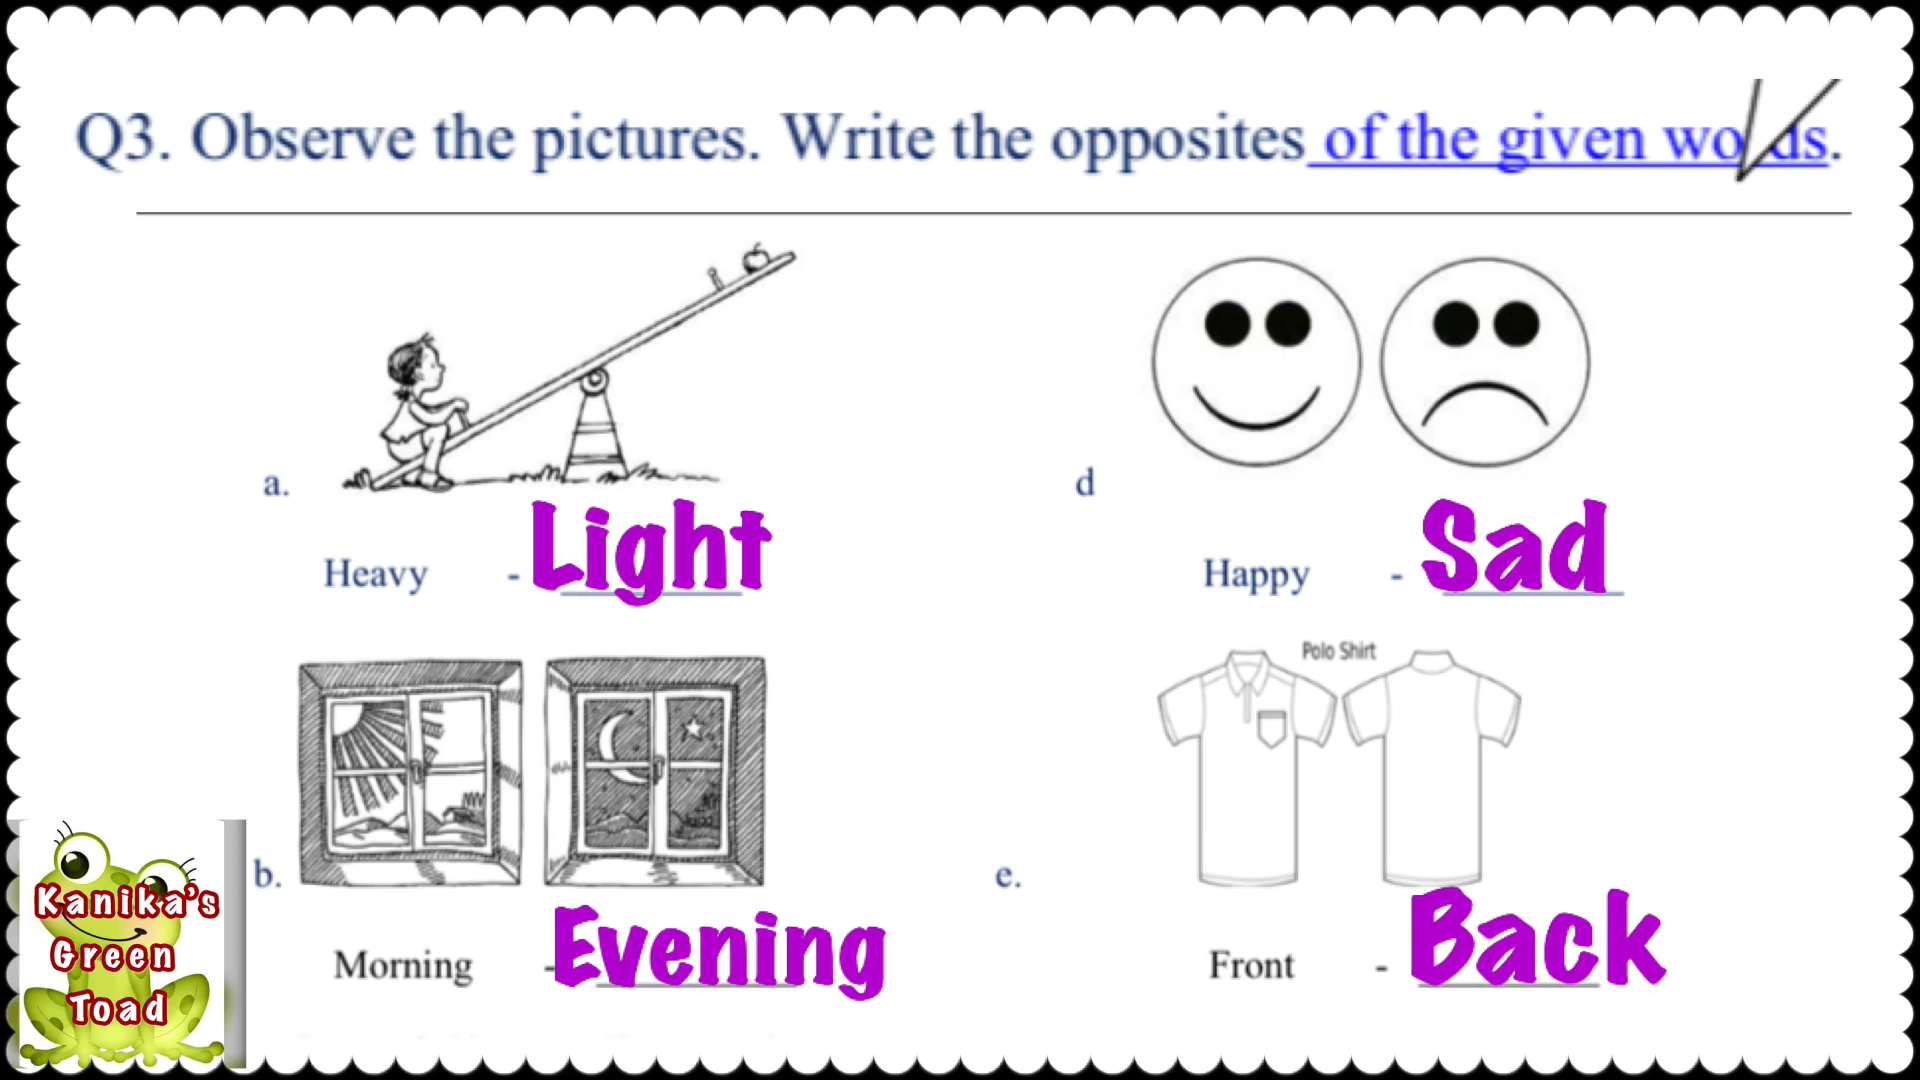 Q3. Observe the pictures. Write the opposites of the given words.
a.
Heavy - Light
d
Happy - Sad
b.
Morning - Evening
Polo Shirt
e.
Front - Back
Kanika's
Green
Toad